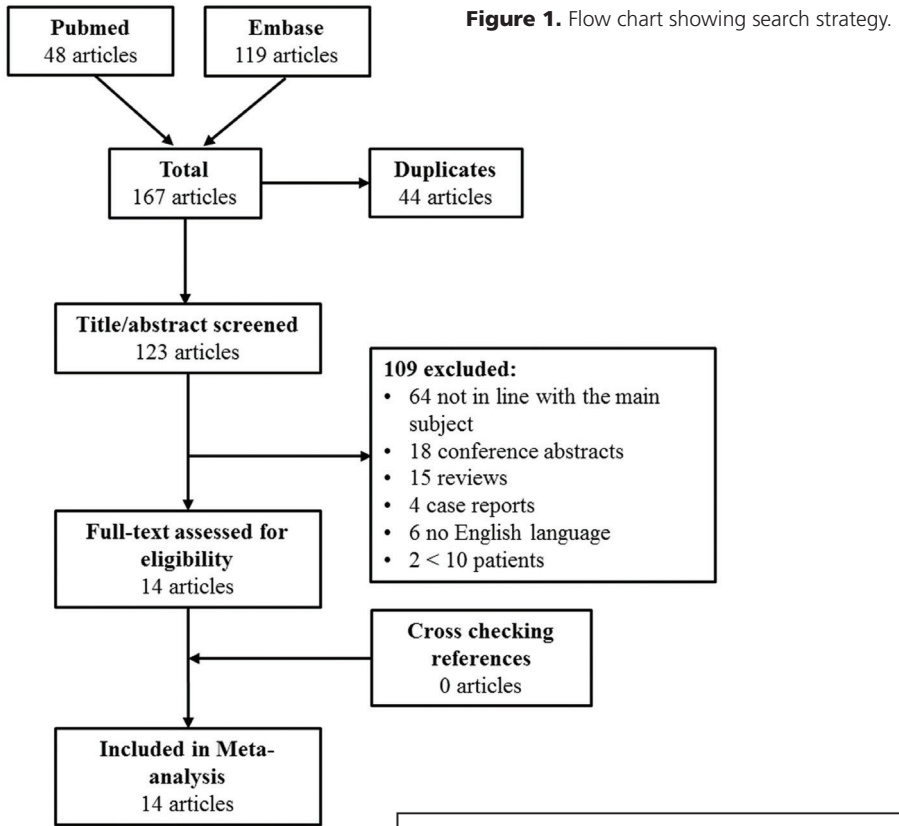 Figure 1. Flow chart showing search strategy.
Pubmed
48 articles
Embase
119 articles
Total
167 articles
Duplicates
44 articles
Title/abstract screened
123 articles
109 excluded:
• 64 not in line with the main
subject
• 18 conference abstracts
• 15 reviews
• 4 case reports
• 6 no English language
• 2 < 10 patients
Full-text assessed for
eligibility
14 articles
Cross checking
references
0 articles
Included in Meta-
analysis
14 articles